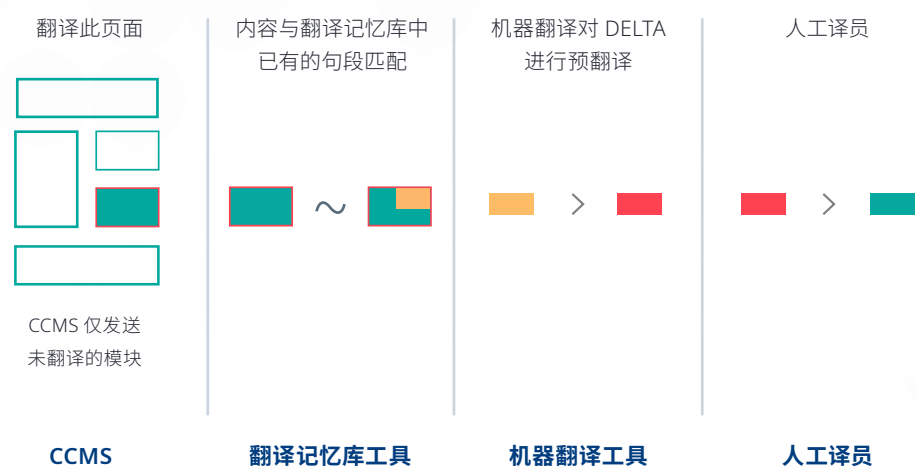 翻译此页面
内容与翻译记忆库中
已有的句段匹配
机器翻译对 DELTA
进行预翻译
人工译员
CCMS 仅发送
未翻译的模块
CCMS
翻译记忆库工具
机器翻译工具
人工译员